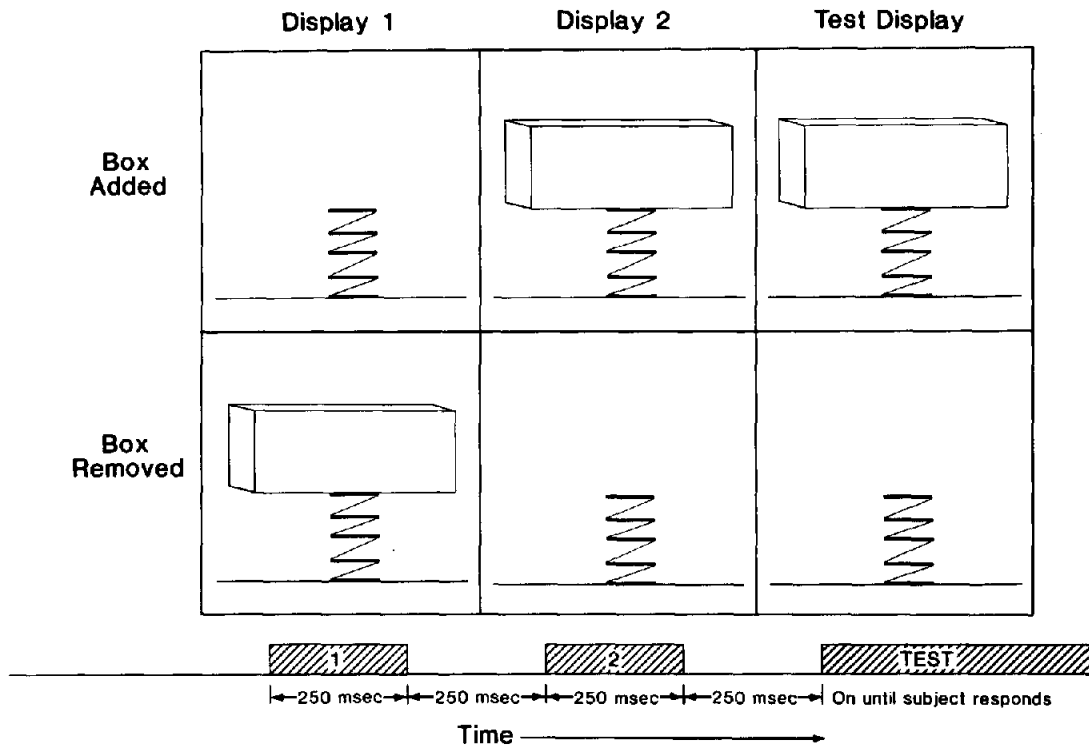 Display 1 Display 2 Test Display
Box
Added
Box
Removed
1 2 TEST
250 msec 250 msec 250 msec 250 msec On until subject responds
Time